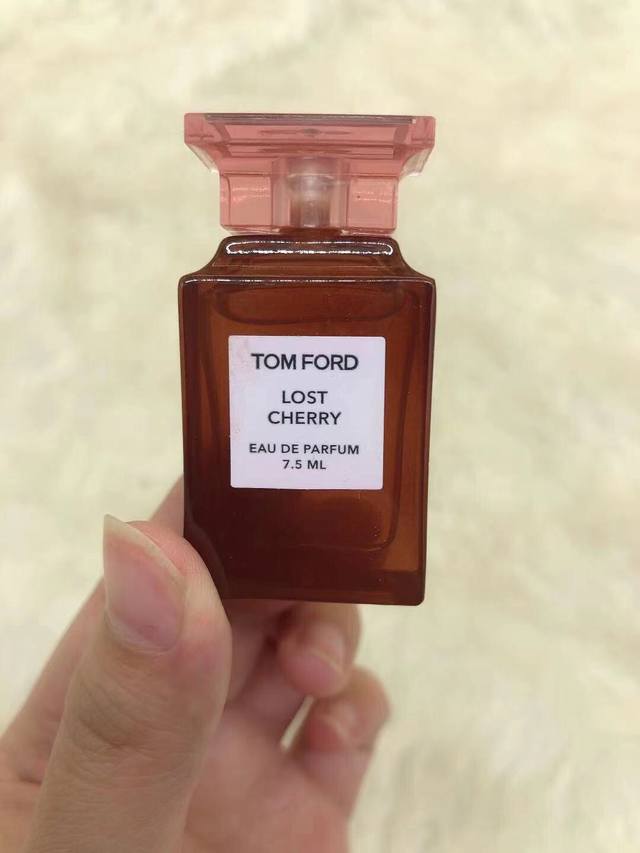 TOM FORD
LOST
CHERRY
EAU DE PARFUM
7.5 ML